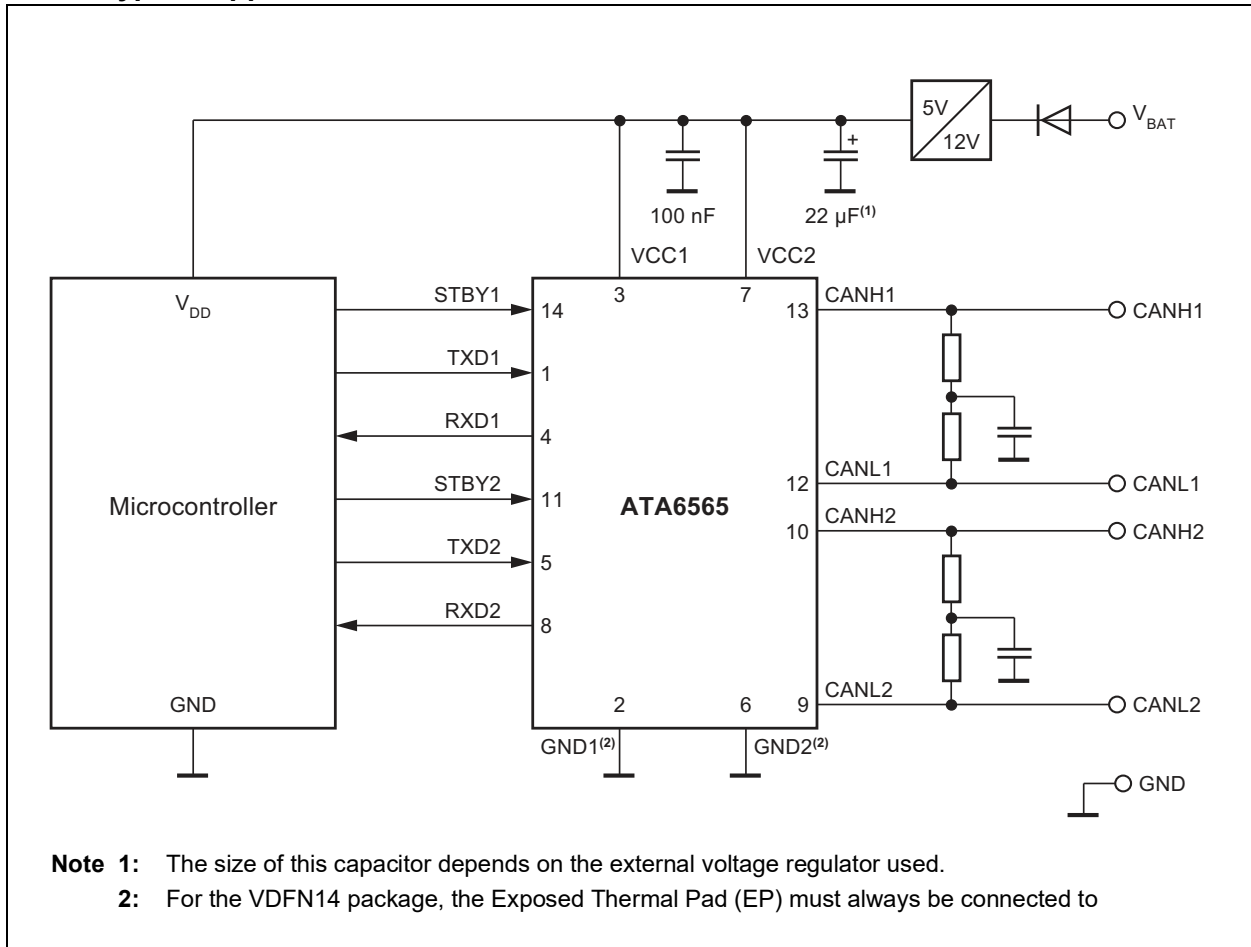 5V
12V
V_BAT
100 nF
22 µF(1)
VCC1
VCC2
V_DD
3
7
STBY1
14
13
CANH1
CANH1
TXD1
1
RXD1
4
CANL1
12
CANL1
STBY2
11
Microcontroller
ATA6565
CANH2
10
CANH2
TXD2
5
RXD2
8
GND
2
6
9
CANL2
CANL2
GND1(2)
GND2(2)
GND
Note 1: The size of this capacitor depends on the external voltage regulator used.
2: For the VDFN14 package, the Exposed Thermal Pad (EP) must always be connected to